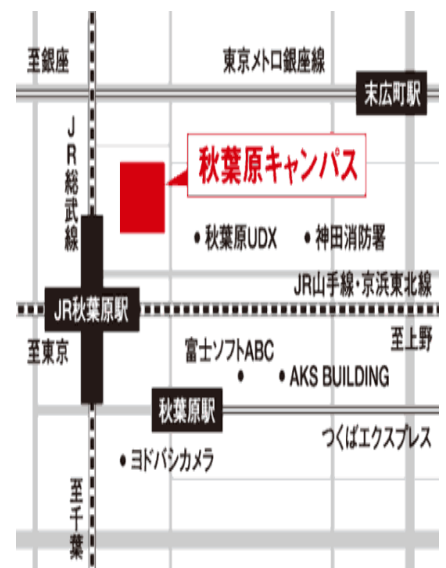 至銀座
東京メトロ銀座線
末広町駅
JR総武線
秋葉原キャンパス
•秋葉原UDX
•神田消防署
JR山手線・京浜東北線
JR秋葉原駅
至東京
至上野
富士ソフトABC
•AKS BUILDING
秋葉原駅
つくばエクスプレス
•ヨドバシカメラ
至千葉